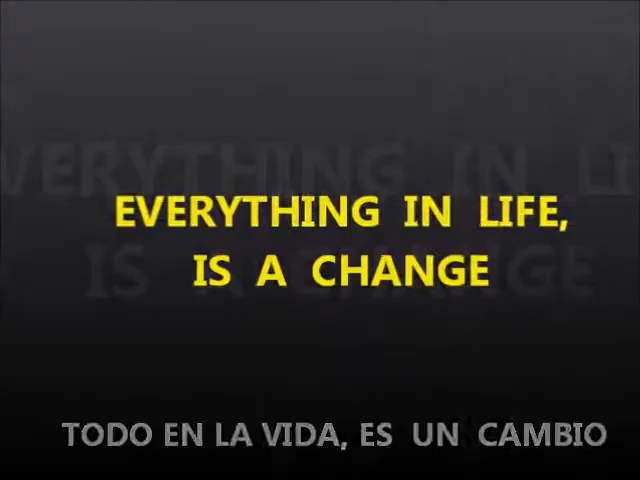 EVERYTHING IN LIFE,
IS A CHANGE
TODO EN LA VIDA, ES UN CAMBIO